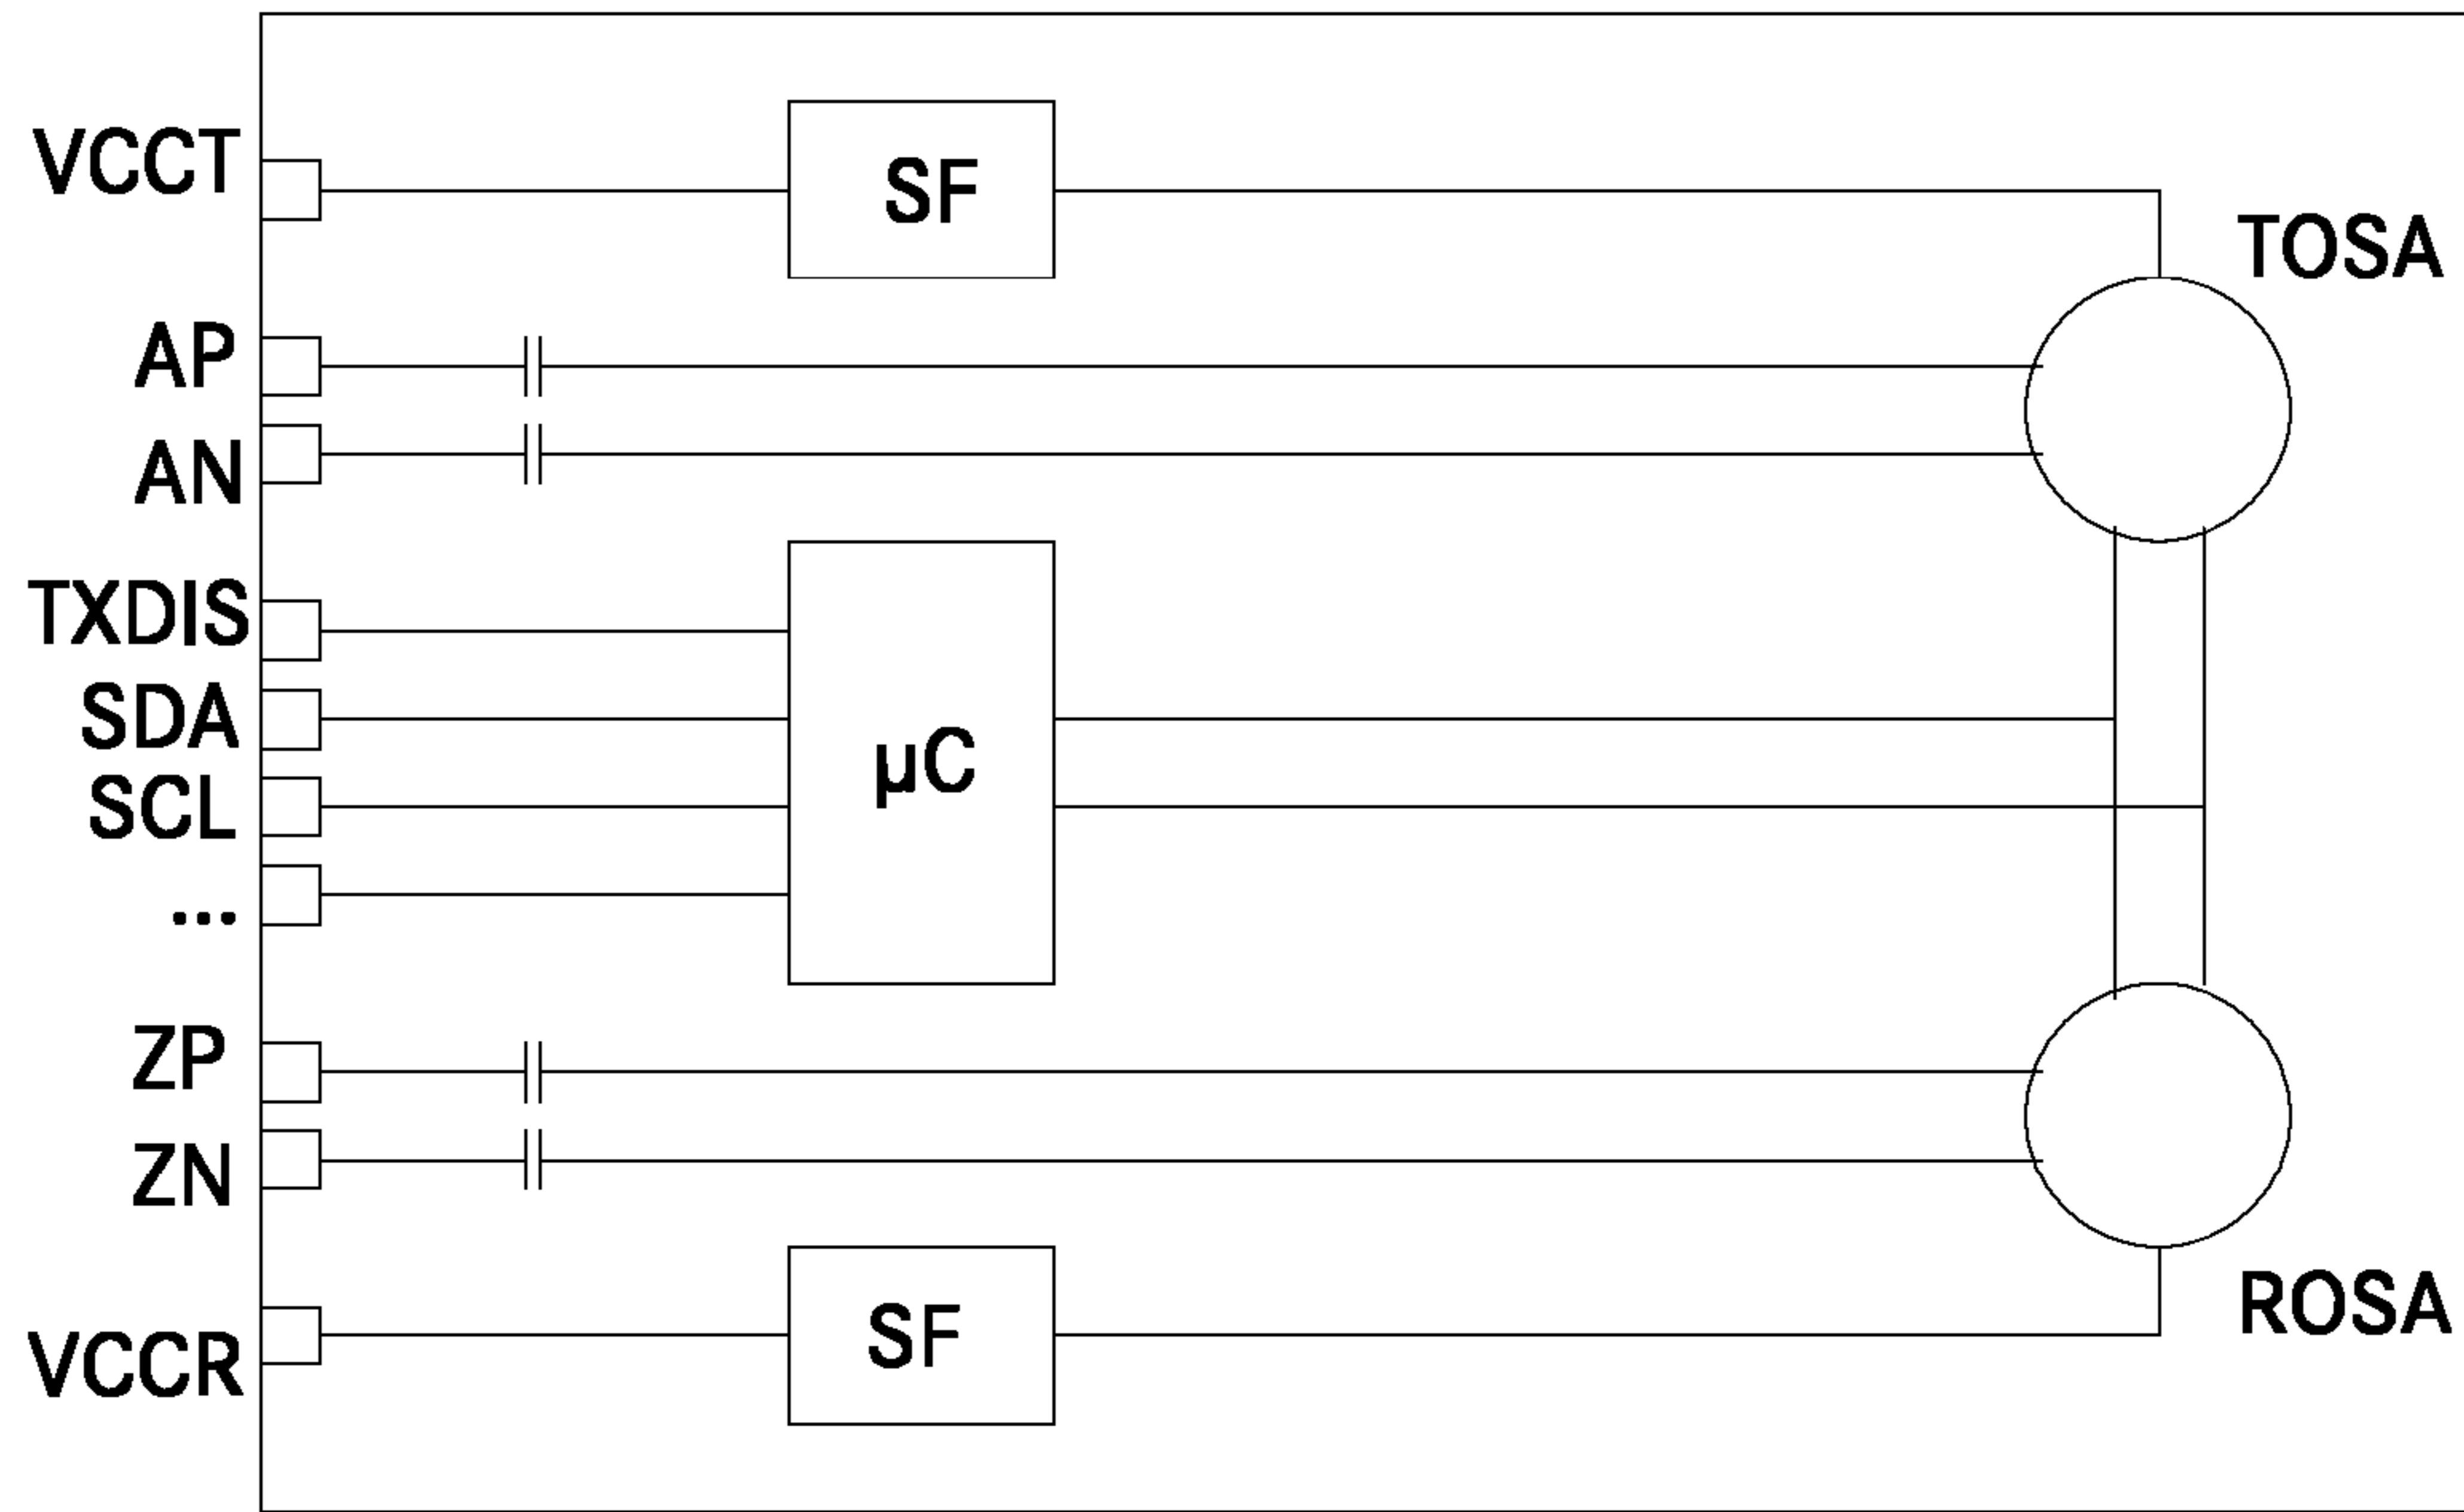 VCCT
SF
TOSA
AP
AN
TXDIS
SDA
µC
SCL
...
ZP
ZN
ROSA
SF
VCCR